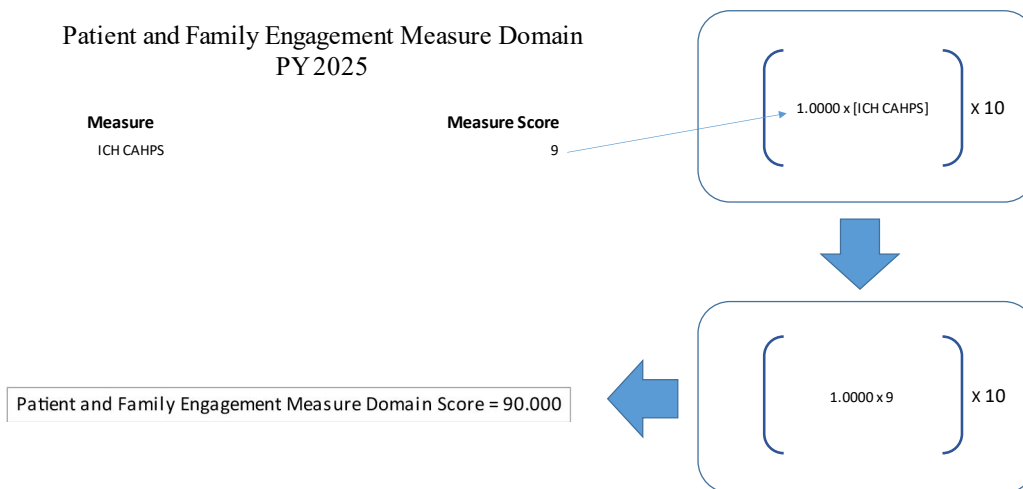 Patient and Family Engagement Measure Domain
PY 2025
Measure Measure Score
ICH CAHPS 9
1.0000 x [ICH CAHPS] X 10
1.0000 x 9 X 10
Patient and Family Engagement Measure Domain Score = 90.000